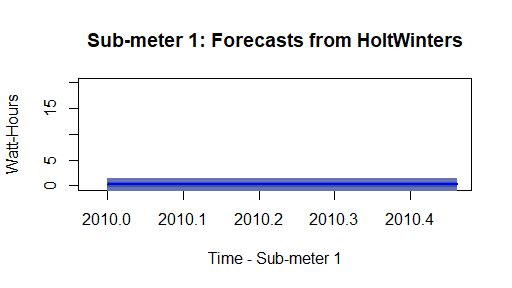 Sub-meter 1: Forecasts from HoltWinters
Watt-Hours
15
5
0
2010.0 2010.1 2010.2 2010.3 2010.4
Time - Sub-meter 1